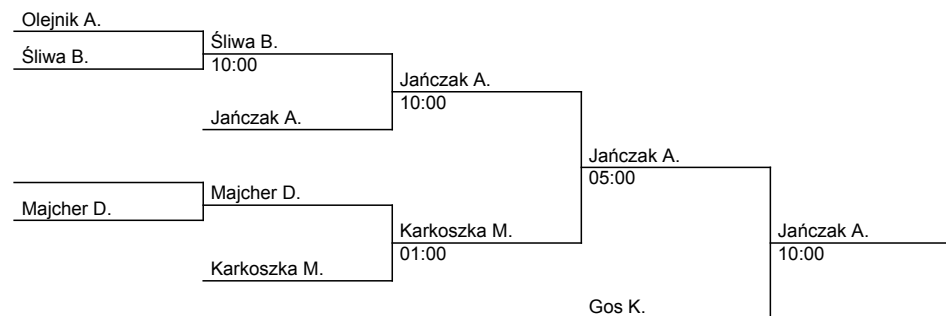 Olejnik A.
Śliwa B.
Śliwa B.
10:00
Jańczak A.
Jańczak A.
10:00
Majcher D.
Majcher D.
Karkoszka M.
Karkoszka M.
01:00
Jańczak A.
05:00
Gos K.
Jańczak A.
10:00